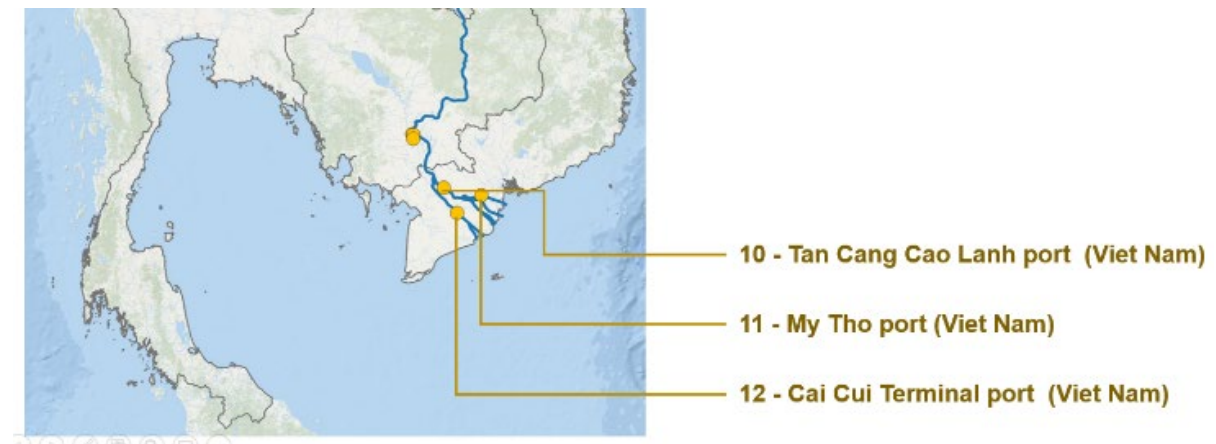 10 - Tan Cang Cao Lanh port (Viet Nam)
11 - My Tho port (Viet Nam)
12 - Cai Cui Terminal port (Viet Nam)